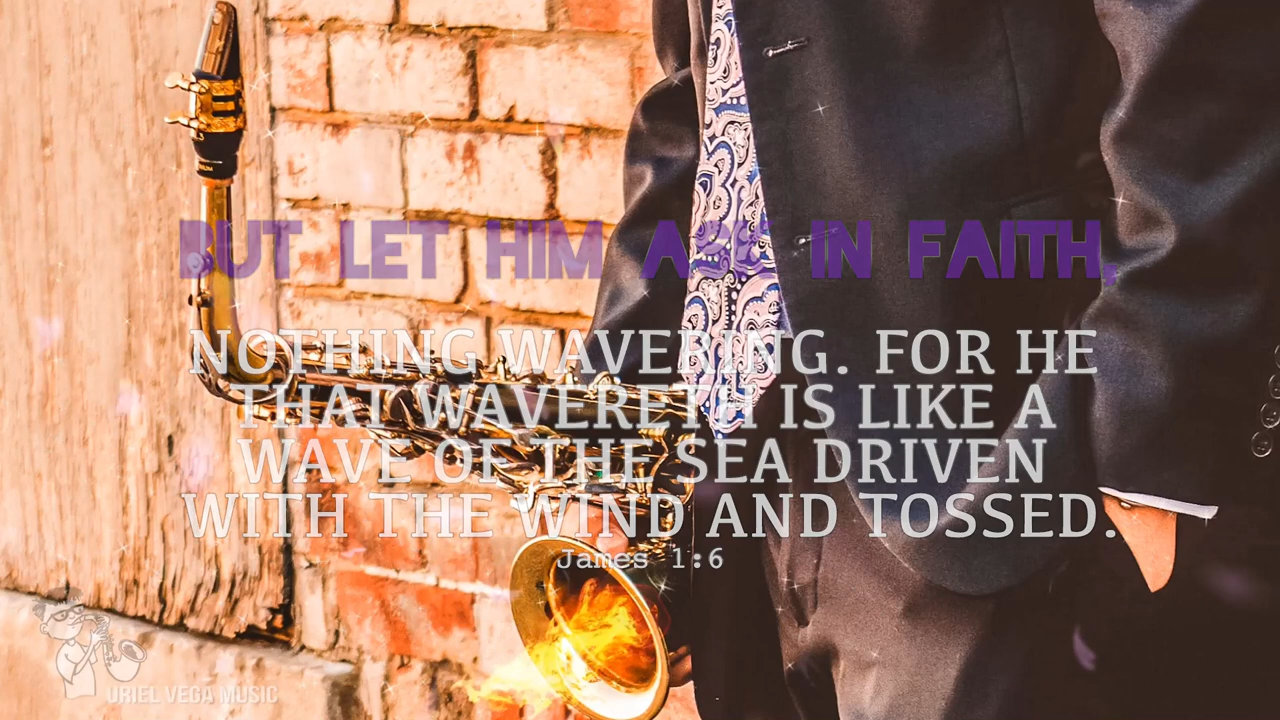 BUT LET HIM ASK IN FAITH,
NOTHING WAVERING. FOR HE
THAT WAVERETH IS LIKE A
WAVE OF THE SEA DRIVEN
WITH THE WIND AND TOSSED.
James 1:6
URIEL VEGA MUSIC